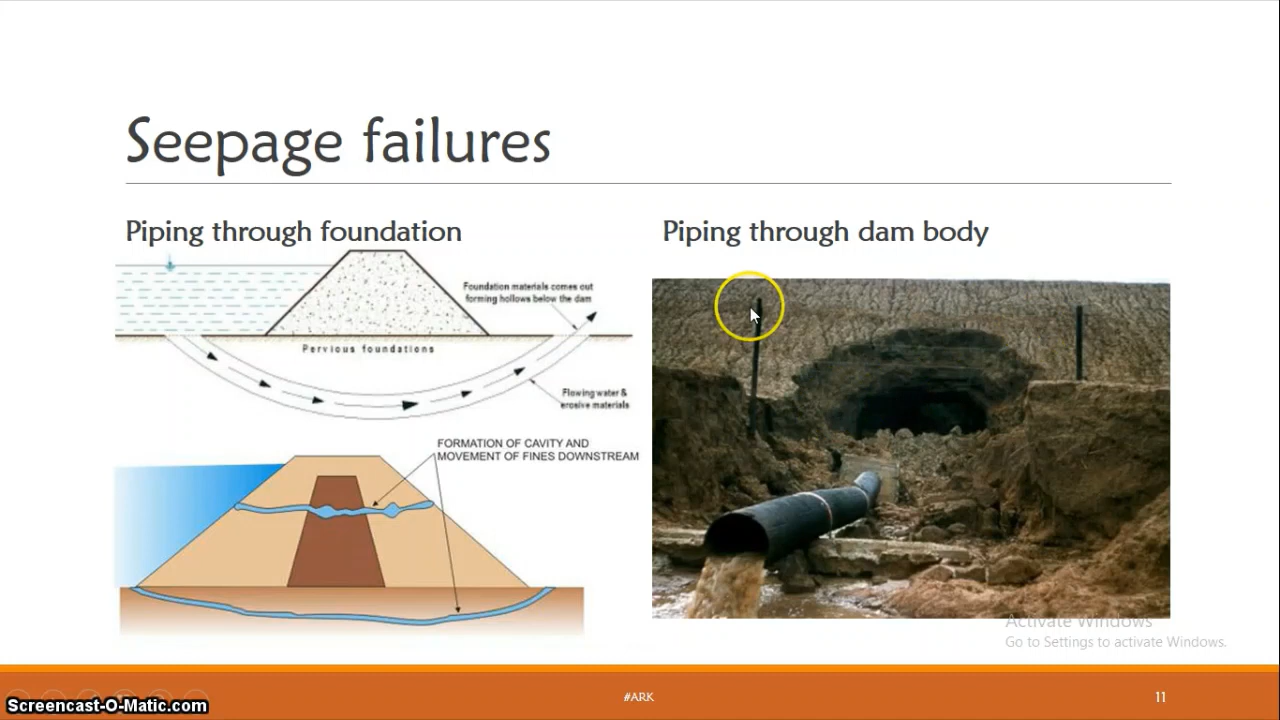 Seepage failures
Piping through foundation
Foundation materials comes out
forming hollows below the dam
Pervious foundations
Flowing water &
erosive materials
FORMATION OF CAVITY AND
MOVEMENT OF FINES DOWNSTREAM
Piping through dam body
Activate Windows
Go to Settings to activate Windows.
Screencast-O-Matic.com
#ARK
11